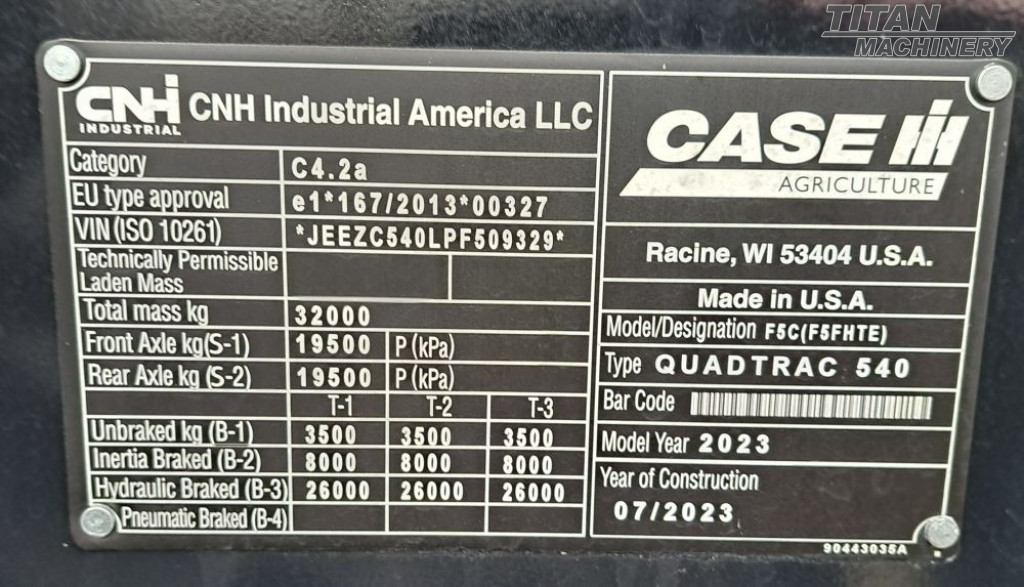 TITAN
MACHINERY
CNH
INDUSTRIAL
CNH Industrial America LLC
Category C4.2a
EU type approval e1*167/2013*00327
VIN (ISO 10261) *JEEZC540LPF509329*
Technically Permissible
Laden Mass
Total mass kg 32000
Front Axle kg(S-1) 19500 P (kPa)
Rear Axle kg (S-2) 19500 P (kPa)
T-1 T-2 T-3
Unbraked kg (B-1) 3500 3500 3500
Inertia Braked (B-2) 8000 8000 8000
Hydraulic Braked (B-3) 26000 26000 26000
Pneumatic Braked (B-4)
CASE IH
AGRICULTURE
Racine, WI 53404 U.S.A.
Made in U.S.A.
Model/Designation F5C(F5FHTE)
Type QUADTRAC 540
Bar Code
Model Year 2023
Year of Construction
07/2023
90443035A